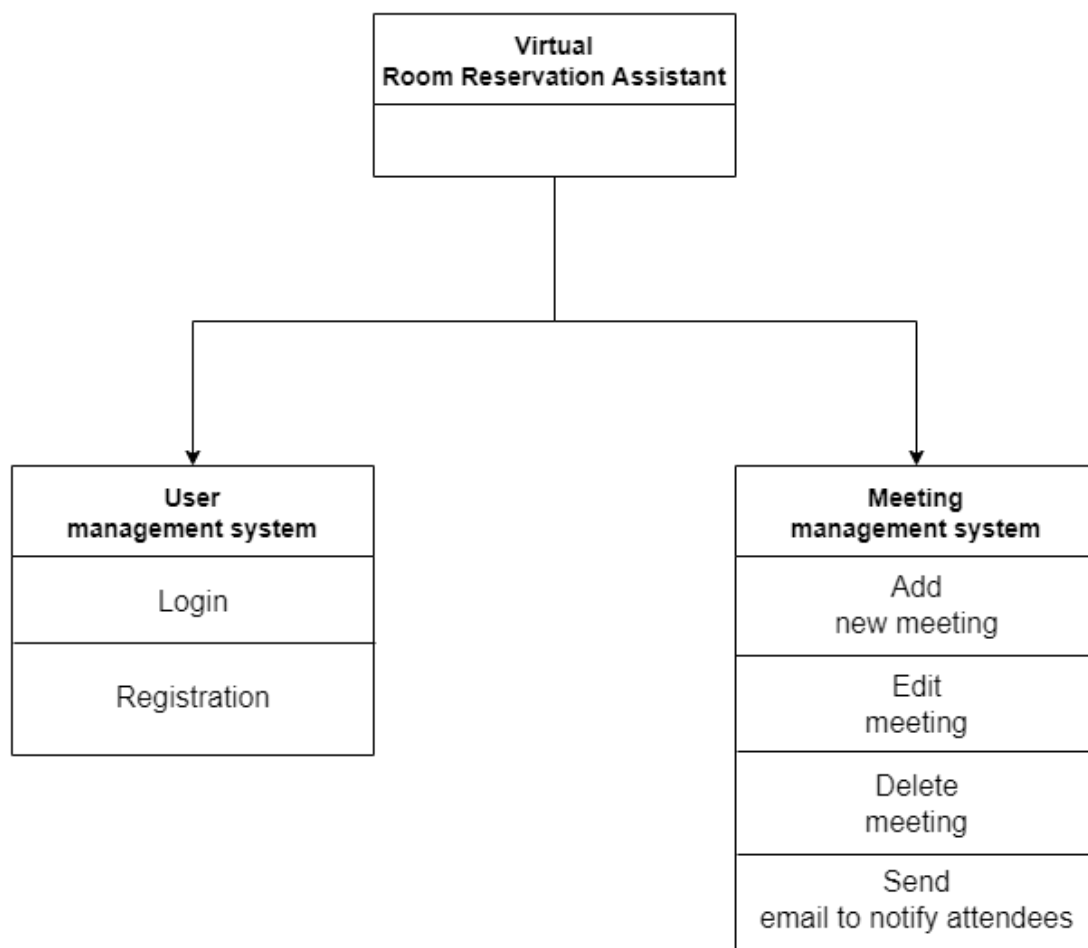 Virtual
Room Reservation Assistant
User
management system
Login
Registration
Meeting
management system
Add
new meeting
Edit
meeting
Delete
meeting
Send
email to notify attendees